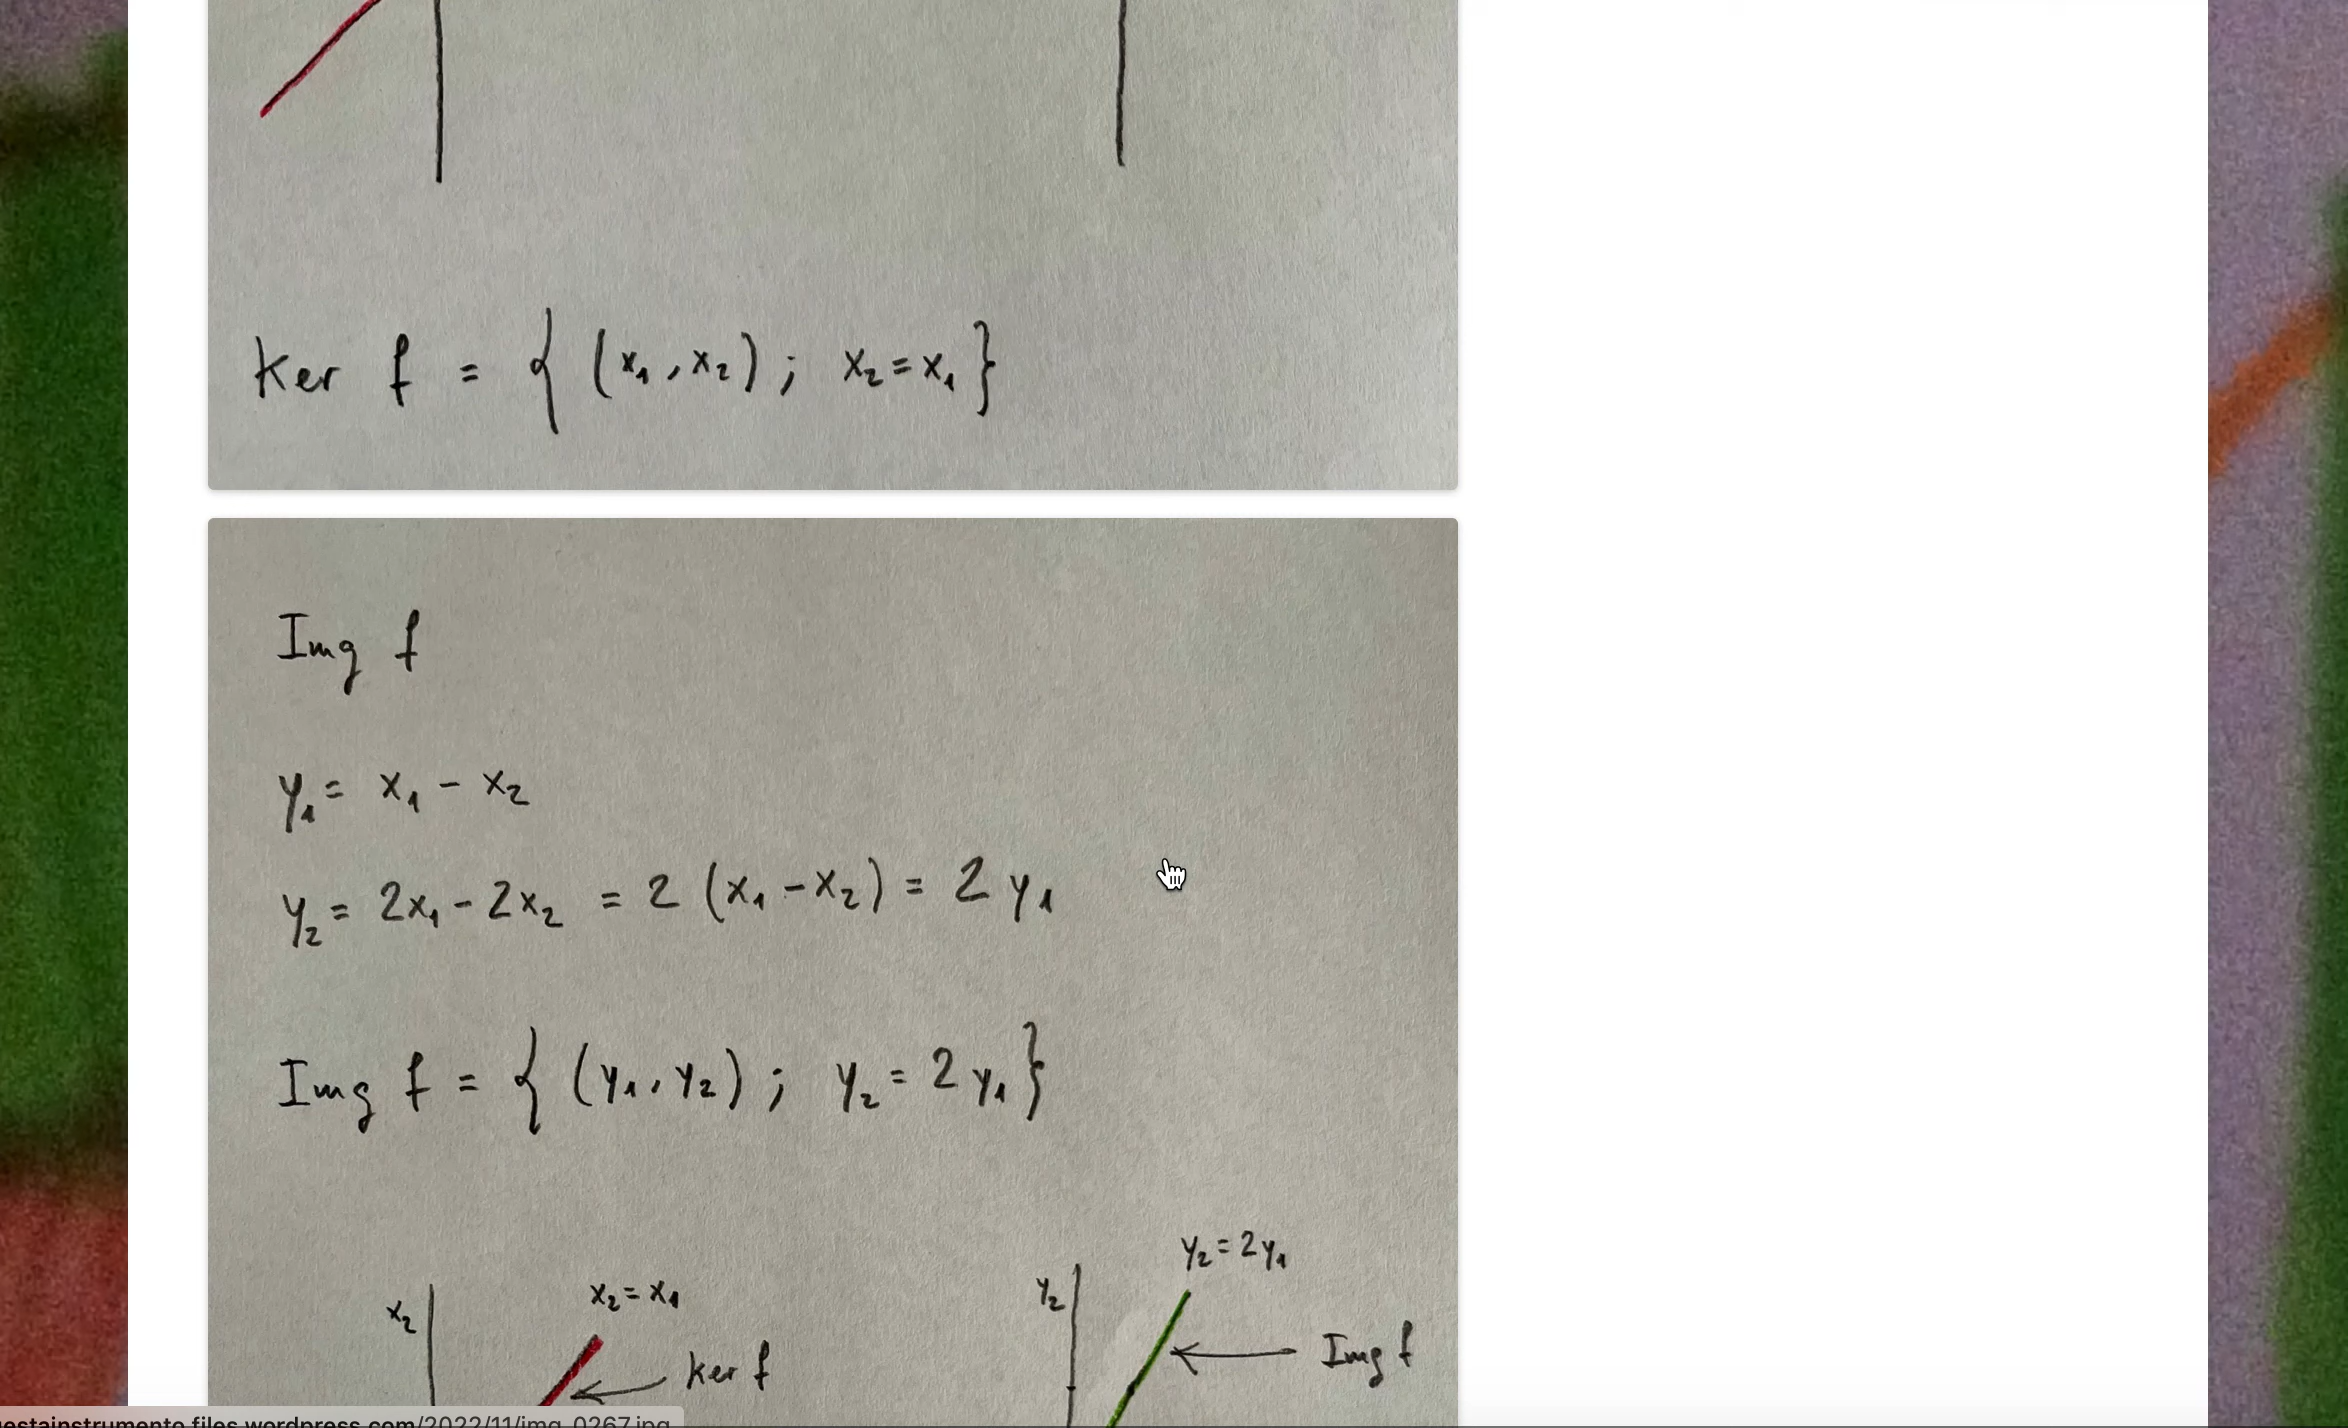 Ker f = { (x₁, x₂) ; x₂ = x₁ }
Img f
y₁ = x₁ - x₂
y₂ = 2x₁ - 2x₂ = 2 (x₁ - x₂) = 2 y₁
Img f = { (y₁, y₂) ; y₂ = 2 y₁ }
y₂ = 2y₁
x₂ = x₁
y₂
x₂
Img f
Ker f